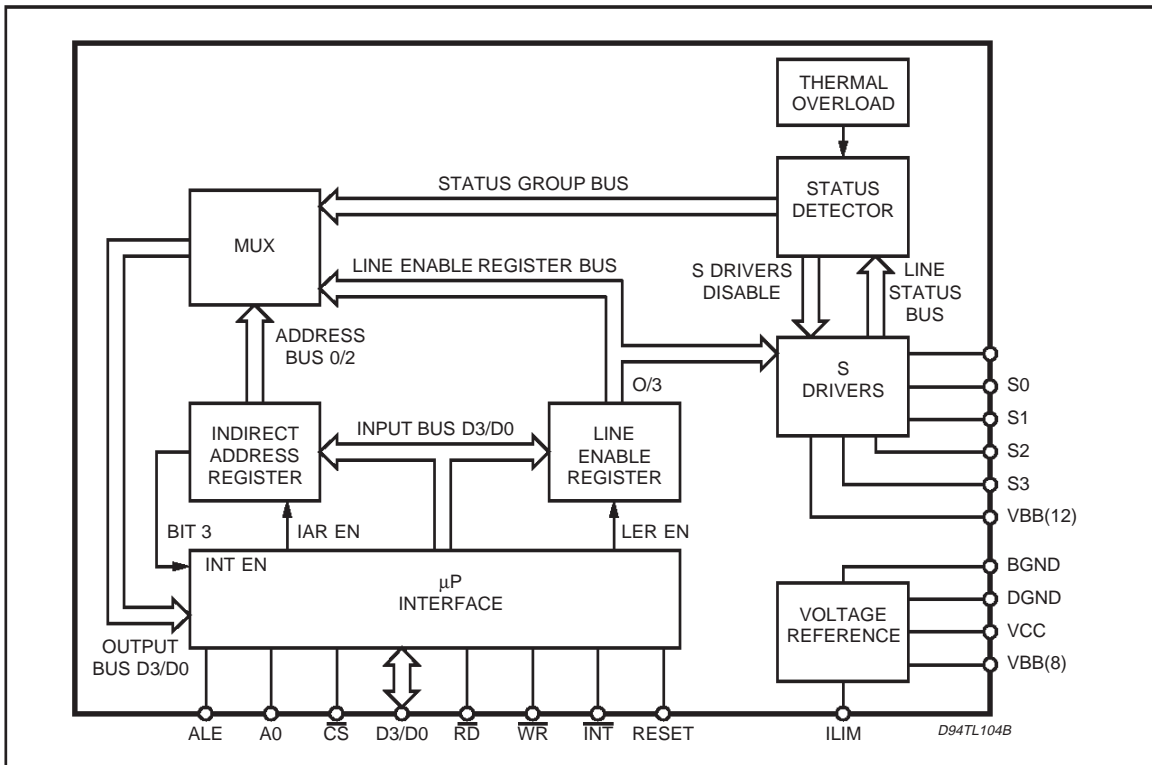 THERMAL
OVERLOAD
STATUS GROUP BUS
STATUS
DETECTOR
MUX
LINE ENABLE REGISTER BUS
S DRIVERS
DISABLE
LINE
STATUS
BUS
ADDRESS
BUS 0/2
S
DRIVERS
O/3
S0
S1
S2
S3
VBB(12)
INDIRECT
ADDRESS
REGISTER
INPUT BUS D3/D0
LINE
ENABLE
REGISTER
BIT 3
IAR EN
LER EN
INT EN
µP
INTERFACE
BGND
DGND
VCC
VBB(8)
VOLTAGE
REFERENCE
OUTPUT
BUS D3/D0
ALE
A0
CS
D3/D0
RD
WR
INT
RESET
ILIM
D94TL104B